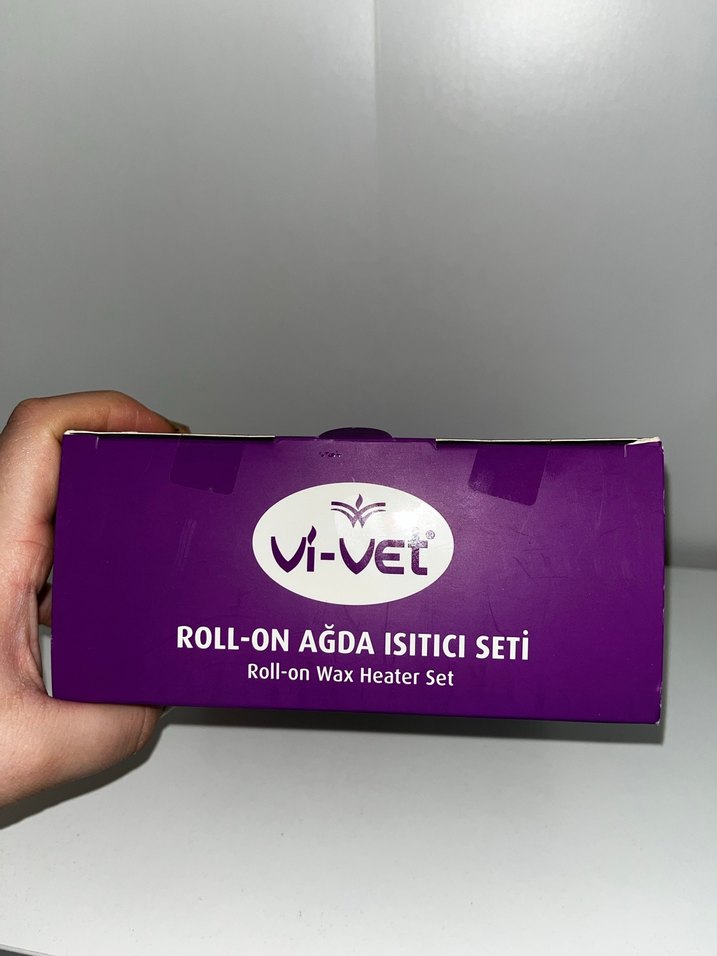 Vi-VEt®
ROLL-ON AĞDA ISITICI SETİ
Roll-on Wax Heater Set